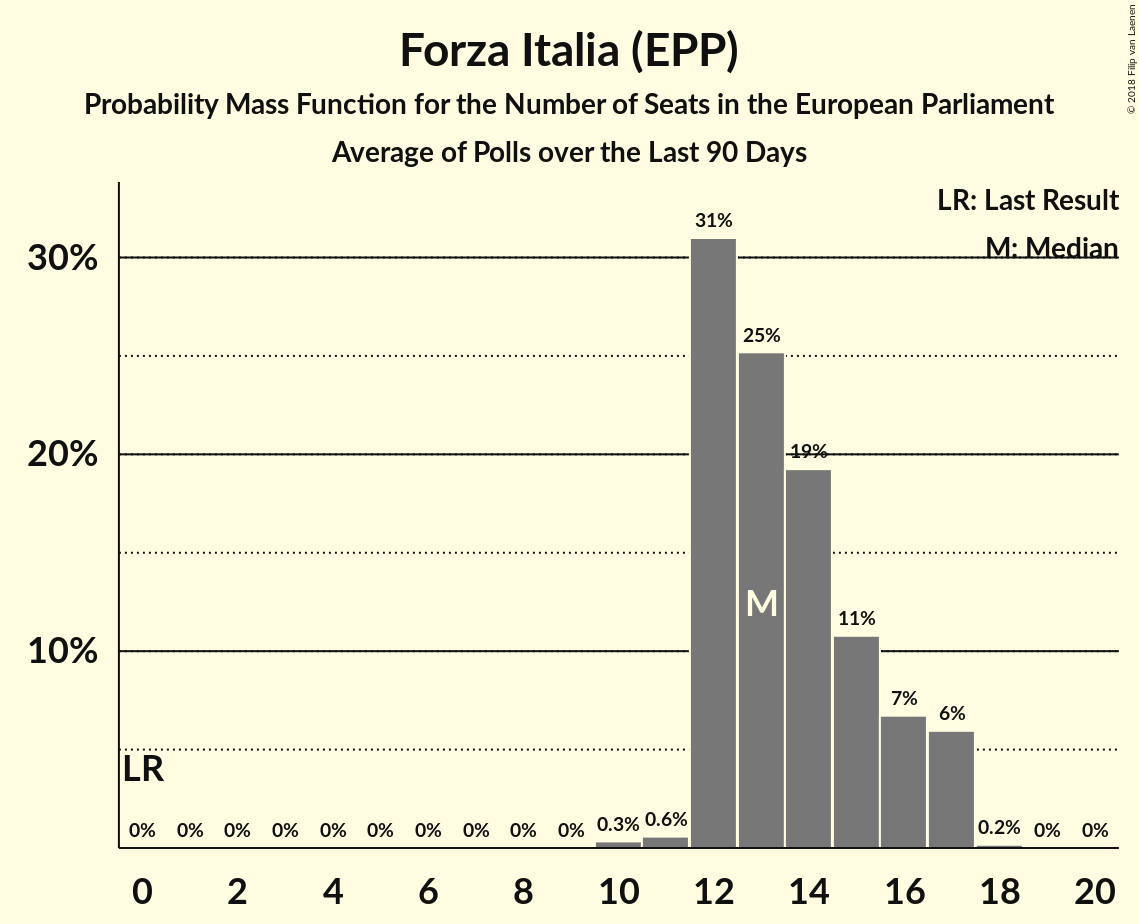 Forza Italia (EPP)
Probability Mass Function for the Number of Seats in the European Parliament
Average of Polls over the Last 90 Days
© 2018 Filip van Laenen
LR: Last Result
M: Median
30%
20%
10%
31%
25%
19%
M
11%
7%
6%
LR
0% 0% 0% 0% 0% 0% 0% 0% 0% 0% 0.3% 0.6% 0.2% 0% 0%
0 2 4 6 8 10 12 14 16 18 20